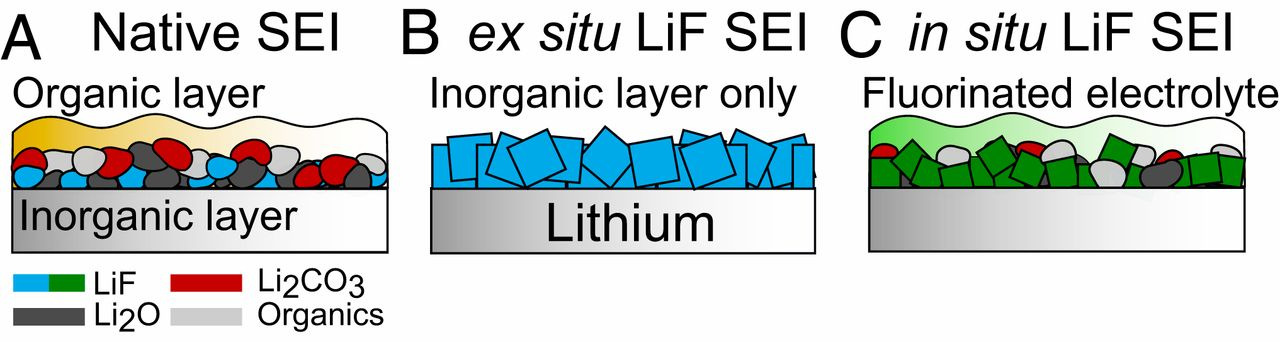 A Native SEI
Organic layer
Inorganic layer
LiF
Li2CO3
Li2O
Organics
B ex situ LiF SEI
Inorganic layer only
Lithium
C in situ LiF SEI
Fluorinated electrolyte